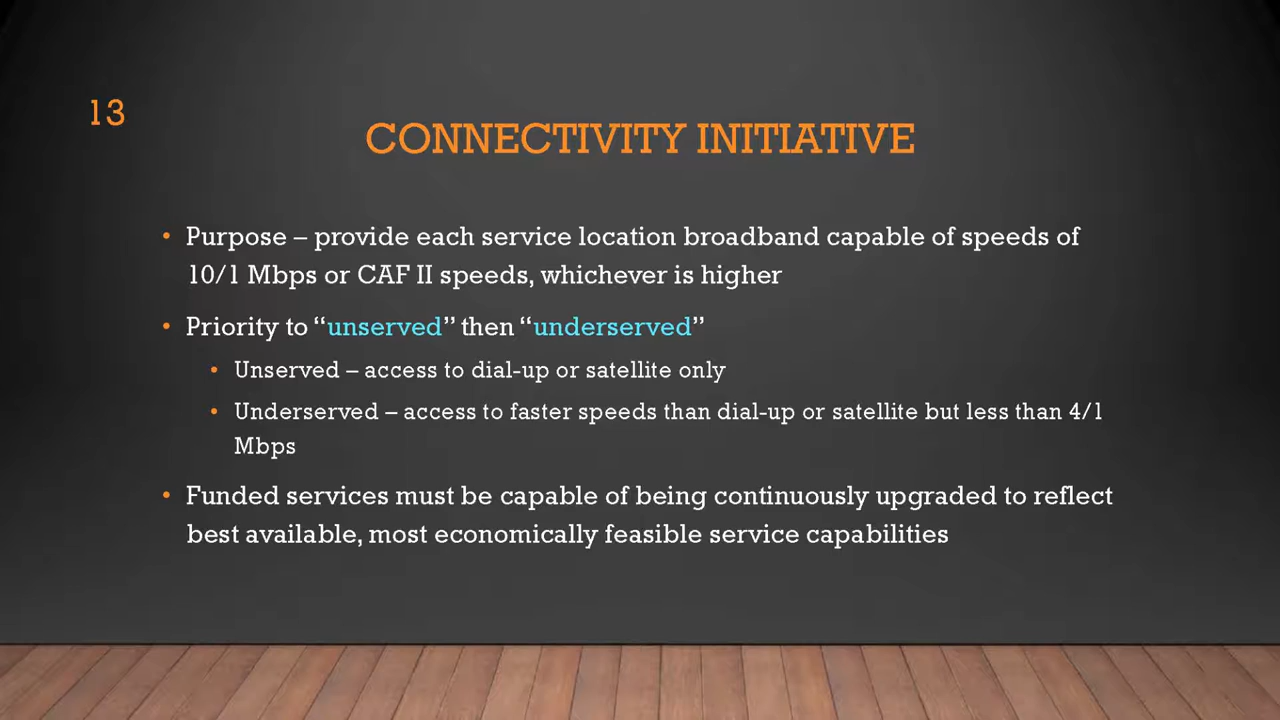 13
CONNECTIVITY INITIATIVE
• Purpose – provide each service location broadband capable of speeds of
10/1 Mbps or CAF II speeds, whichever is higher
• Priority to “unserved” then “underserved”
• Unserved – access to dial-up or satellite only
• Underserved – access to faster speeds than dial-up or satellite but less than 4/1
Mbps
• Funded services must be capable of being continuously upgraded to reflect
best available, most economically feasible service capabilities